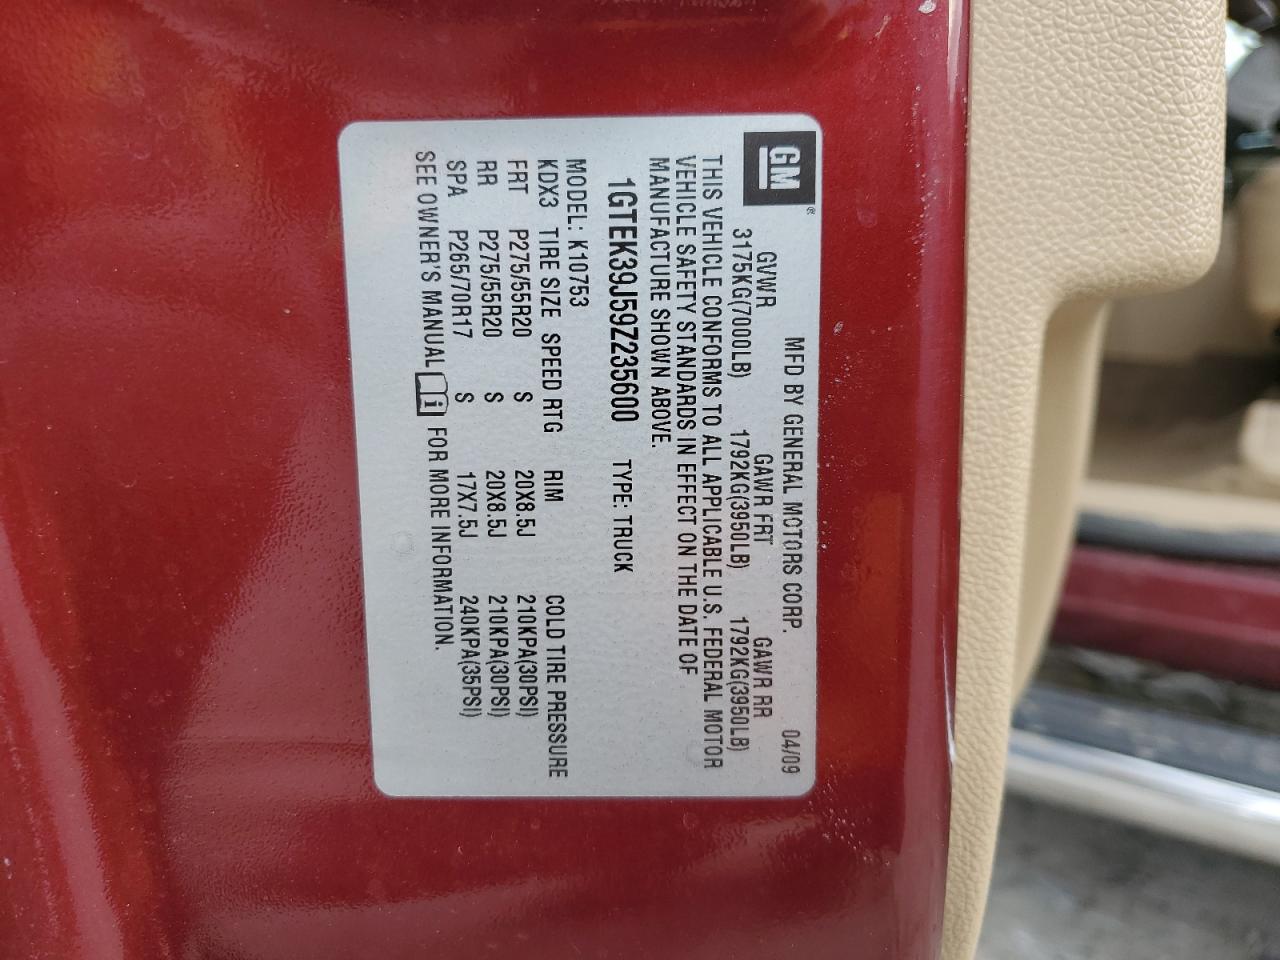 GM®
MFD BY GENERAL MOTORS CORP. 04/09
GVWR GAWR FRT GAWR RR
3175KG(7000LB) 1792KG(3950LB) 1792KG(3950LB)
THIS VEHICLE CONFORMS TO ALL APPLICABLE U.S. FEDERAL MOTOR
VEHICLE SAFETY STANDARDS IN EFFECT ON THE DATE OF
MANUFACTURE SHOWN ABOVE.
1GTEK39J59Z235600 TYPE: TRUCK
MODEL: K10753
KDX3 TIRE SIZE SPEED RTG RIM COLD TIRE PRESSURE
FRT P275/55R20 S 20X8.5J 210KPA(30PSI)
RR P275/55R20 S 20X8.5J 210KPA(30PSI)
SPA P265/70R17 S 17X7.5J 240KPA(35PSI)
SEE OWNER'S MANUAL i FOR MORE INFORMATION.